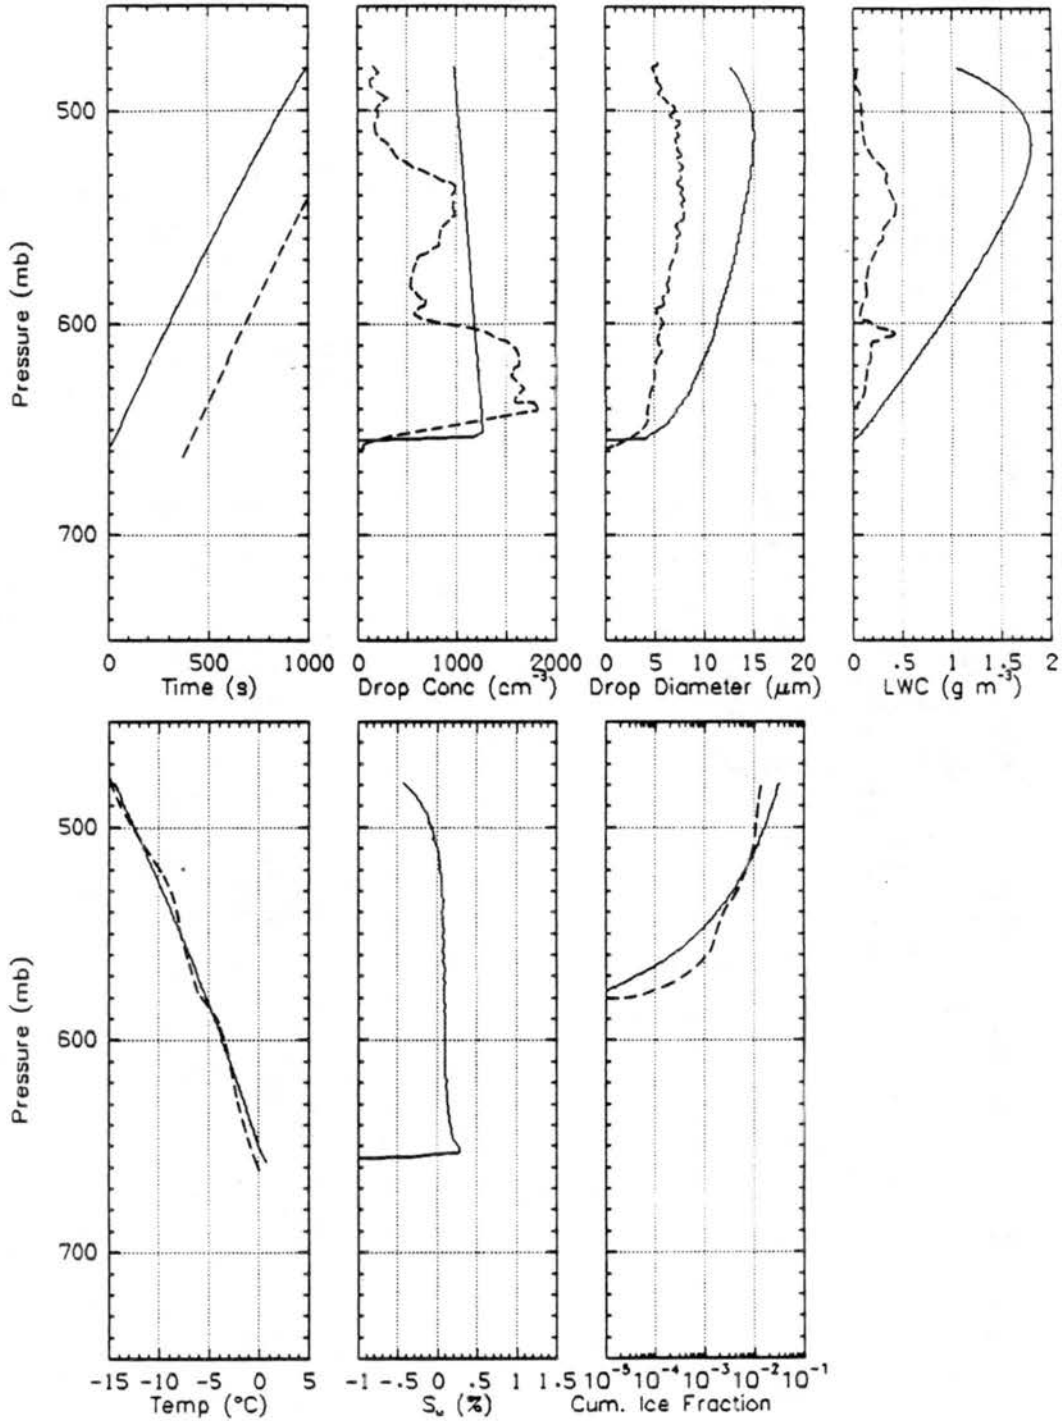 Pressure (mb)
500
600
700
0 500 1000
Time (s)
0 1000 2000
Drop Conc (cm⁻³)
0 5 10 15 20
Drop Diameter (μm)
0 .5 1 1.5 2
LWC (g m⁻³)
Pressure (mb)
500
600
700
-15 -10 -5 0 5
Temp (°C)
-1 -.5 0 .5 1 1.5
S_w (%)
10⁻⁵ 10⁻⁴ 10⁻³ 10⁻² 10⁻¹
Cum. Ice Fraction